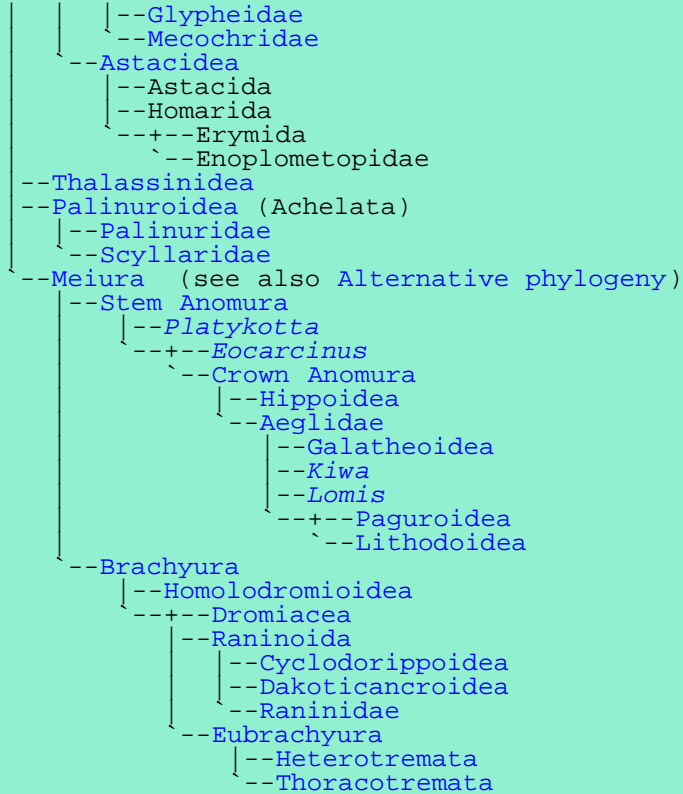 |  |  |--Glypheidae
|  |  `--Mecochridae
|  `--Astacidea
|     |--Astacida
|     |--Homarida
|     `--+--Erymida
|        `--Enoplometopidae
|--Thalassinidea
|--Palinuroidea (Achelata)
|  |--Palinuridae
|  `--Scyllaridae
`--Meiura  (see also Alternative phylogeny)
   |--Stem Anomura
   |  |--Platykotta
   |  `--+--Eocarcinus
   |     `--Crown Anomura
   |        |--Hippoidea
   |        `--Aeglidae
   |           |--Galatheoidea
   |           |--Kiwa
   |           |--Lomis
   |           `--+--Paguroidea
   |              `--Lithodoidea
   `--Brachyura
      |--Homolodromioidea
      `--+--Dromiacea
         |--Raninoida
         |  |--Cyclodorippoidea
         |  |--Dakoticancroidea
         |  `--Raninidae
         `--Eubrachyura
            |--Heterotremata
            `--Thoracotremata